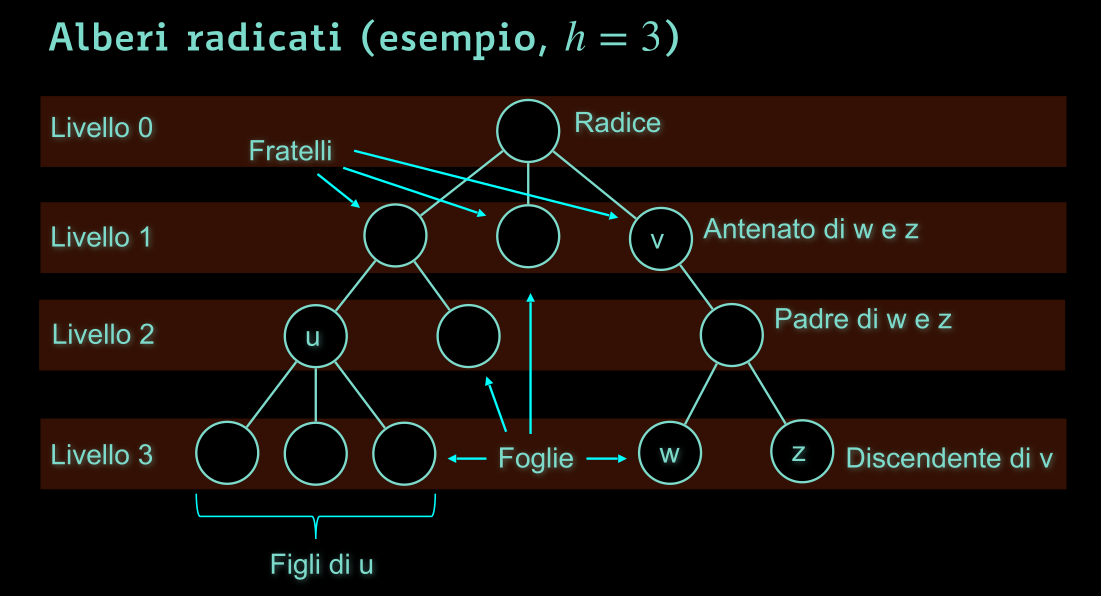 Alberi radicati (esempio, h = 3)
Livello 0
Radice
Fratelli
Livello 1
v
Antenato di w e z
Livello 2
u
Padre di w e z
Livello 3
Foglie
w
z
Discendente di v
Figli di u